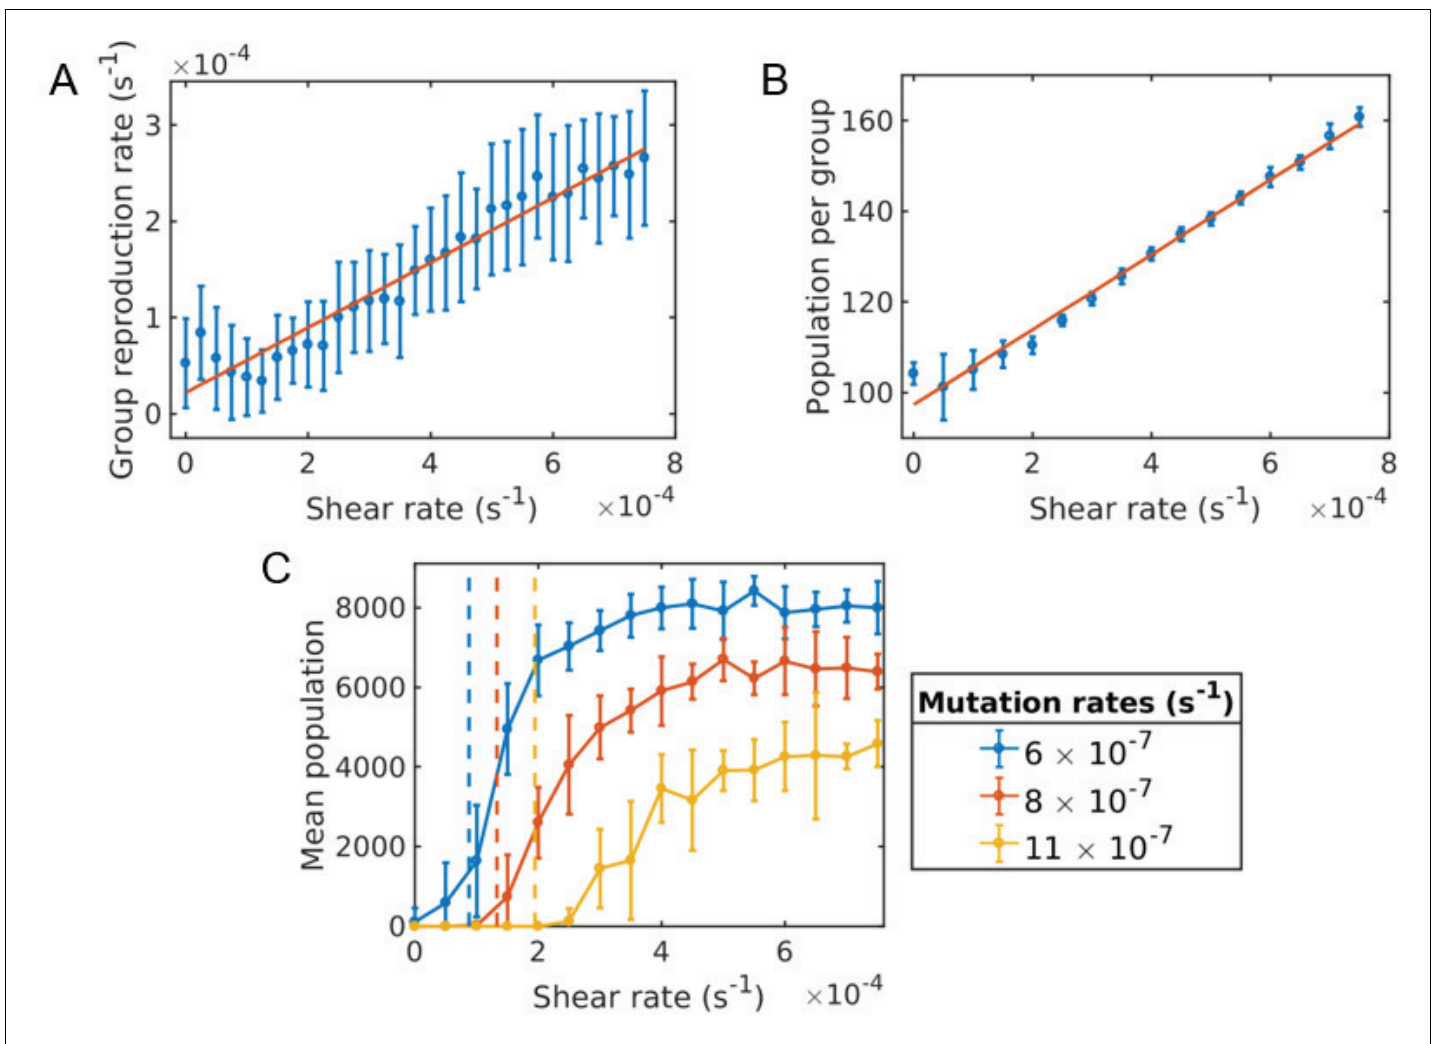 A
×10⁻⁴
Group reproduction rate (s⁻¹)
3
2
1
0
0 2 4 6 8
Shear rate (s⁻¹) ×10⁻⁴
B
Population per group
160
140
120
100
0 2 4 6 8
Shear rate (s⁻¹) ×10⁻⁴
C
Mean population
8000
6000
4000
2000
0
0 2 4 6
Shear rate (s⁻¹) ×10⁻⁴
Mutation rates (s⁻¹)
6 × 10⁻⁷
8 × 10⁻⁷
11 × 10⁻⁷